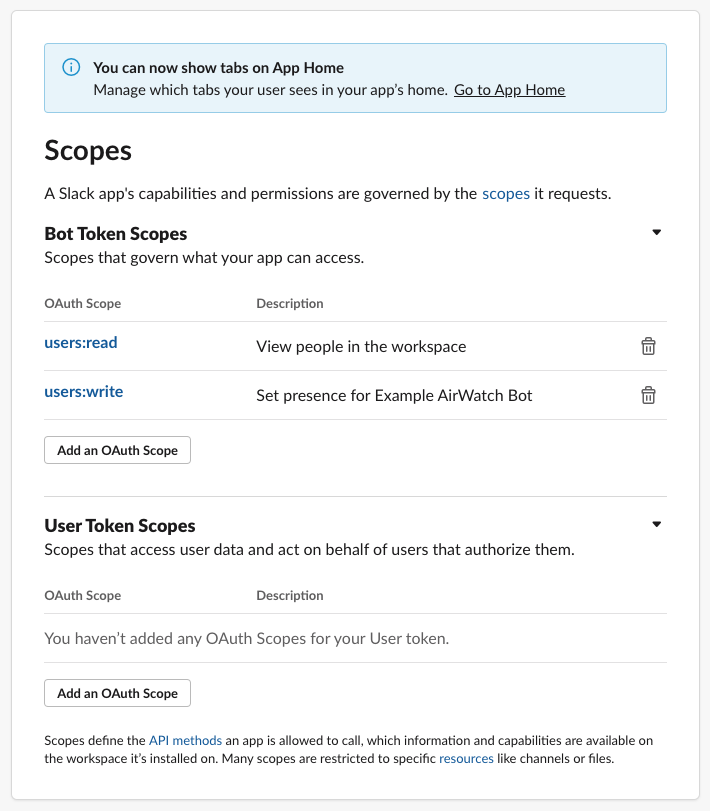 You can now show tabs on App Home
Manage which tabs your user sees in your app’s home. Go to App Home
Scopes
A Slack app's capabilities and permissions are governed by the scopes it requests.
Bot Token Scopes
Scopes that govern what your app can access.
OAuth Scope Description
users:read View people in the workspace
users:write Set presence for Example AirWatch Bot
Add an OAuth Scope
User Token Scopes
Scopes that access user data and act on behalf of users that authorize them.
OAuth Scope Description
You haven’t added any OAuth Scopes for your User token.
Add an OAuth Scope
Scopes define the API methods an app is allowed to call, which information and capabilities are available on
the workspace it’s installed on. Many scopes are restricted to specific resources like channels or files.